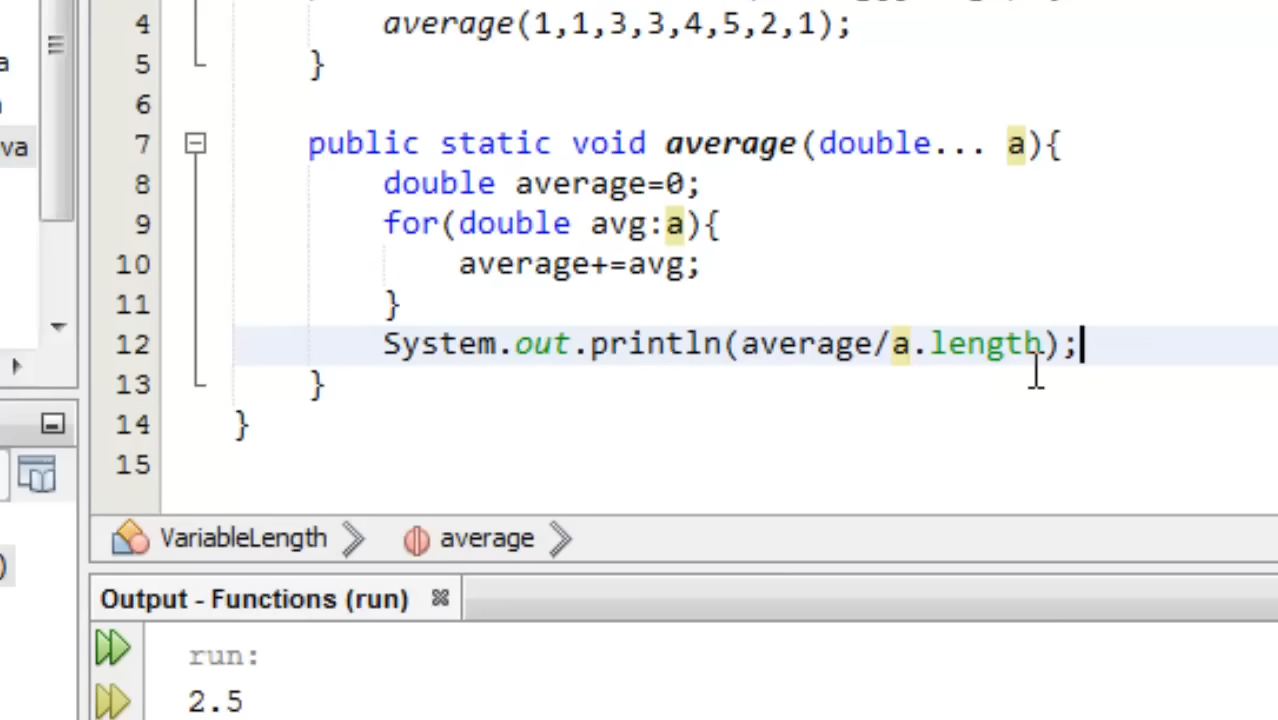 4 average(1,1,3,3,4,5,2,1);
a
5 }
6
va
7 public static void average(double... a){
8 double average=0;
9 for(double avg:a){
10 average+=avg;
11 }
12 System.out.println(average/a.length);
13 }
14 }
15
VariableLength average
)
Output - Functions (run)
run:
2.5